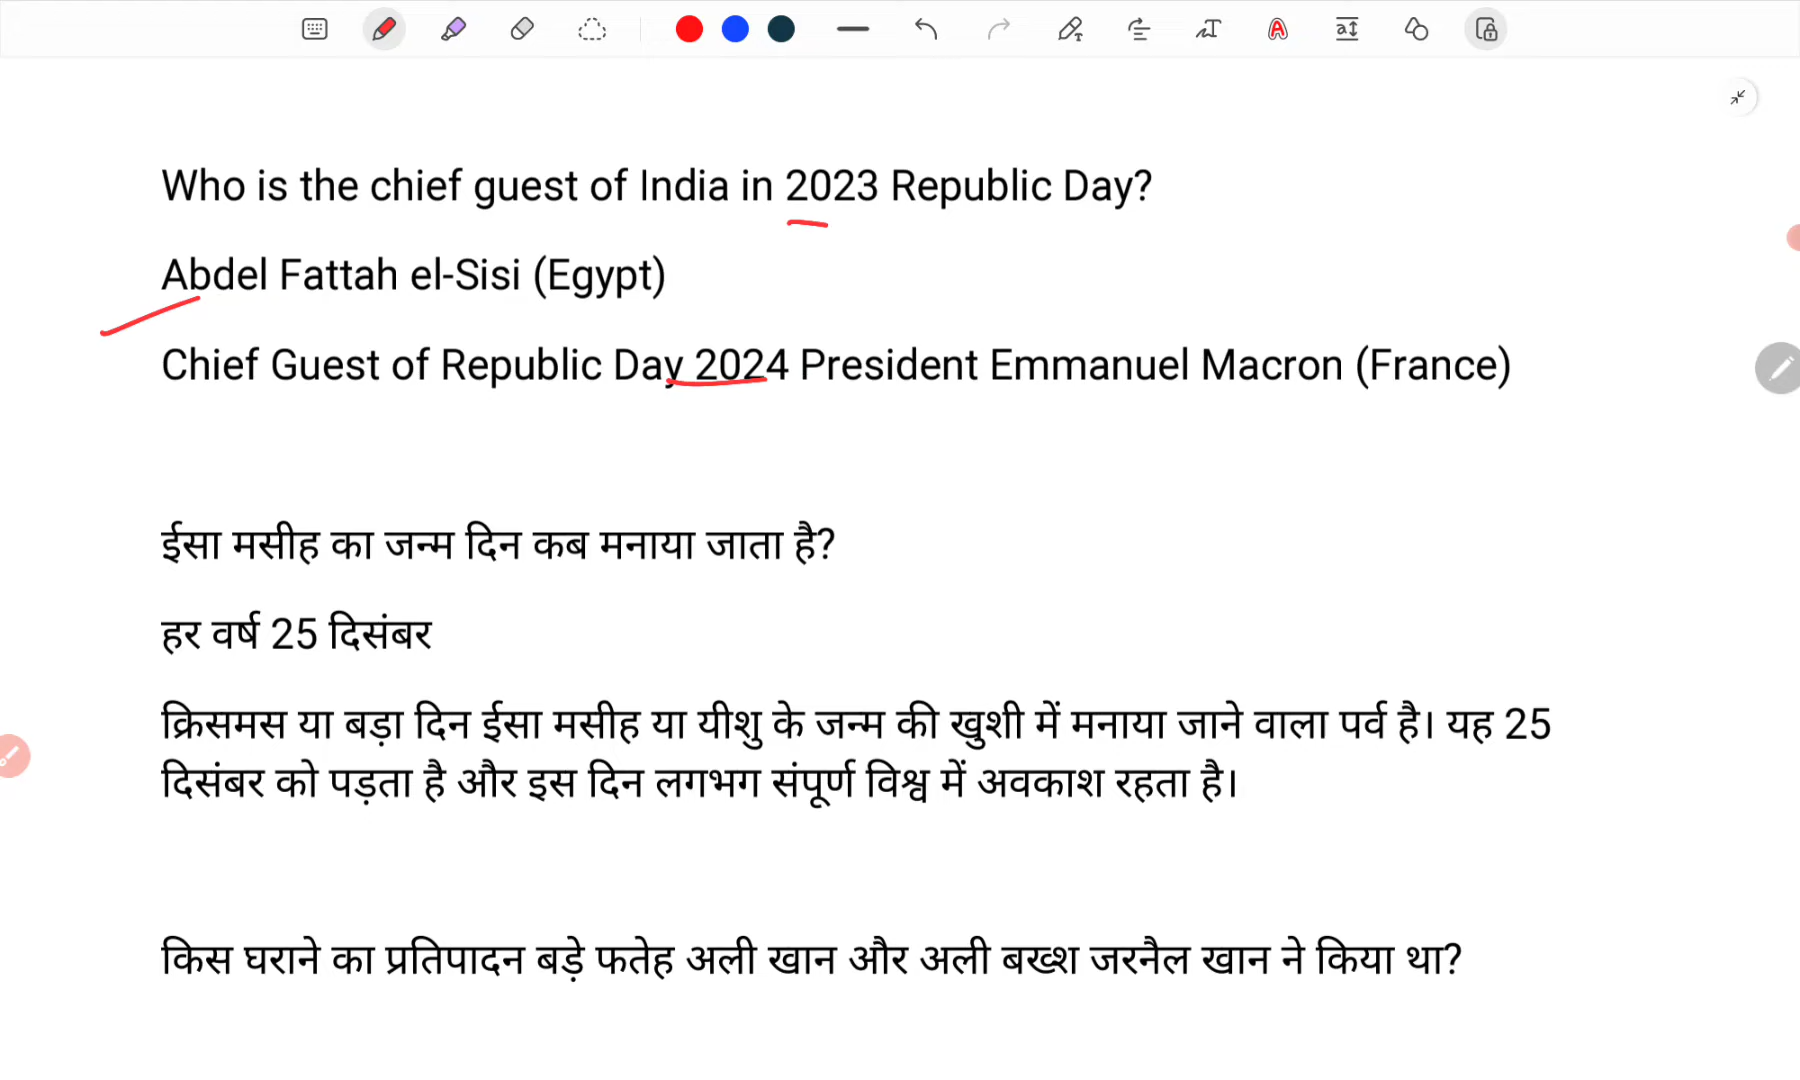 Who is the chief guest of India in 2023 Republic Day?
Abdel Fattah el-Sisi (Egypt)
Chief Guest of Republic Day 2024 President Emmanuel Macron (France)
ईसा मसीह का जन्म दिन कब मनाया जाता है?
हर वर्ष 25 दिसंबर
क्रिसमस या बड़ा दिन ईसा मसीह या यीशु के जन्म की खुशी में मनाया जाने वाला पर्व है। यह 25
दिसंबर को पड़ता है और इस दिन लगभग संपूर्ण विश्व में अवकाश रहता है।
किस घराने का प्रतिपादन बड़े फतेह अली खान और अली बख्श जरनैल खान ने किया था?